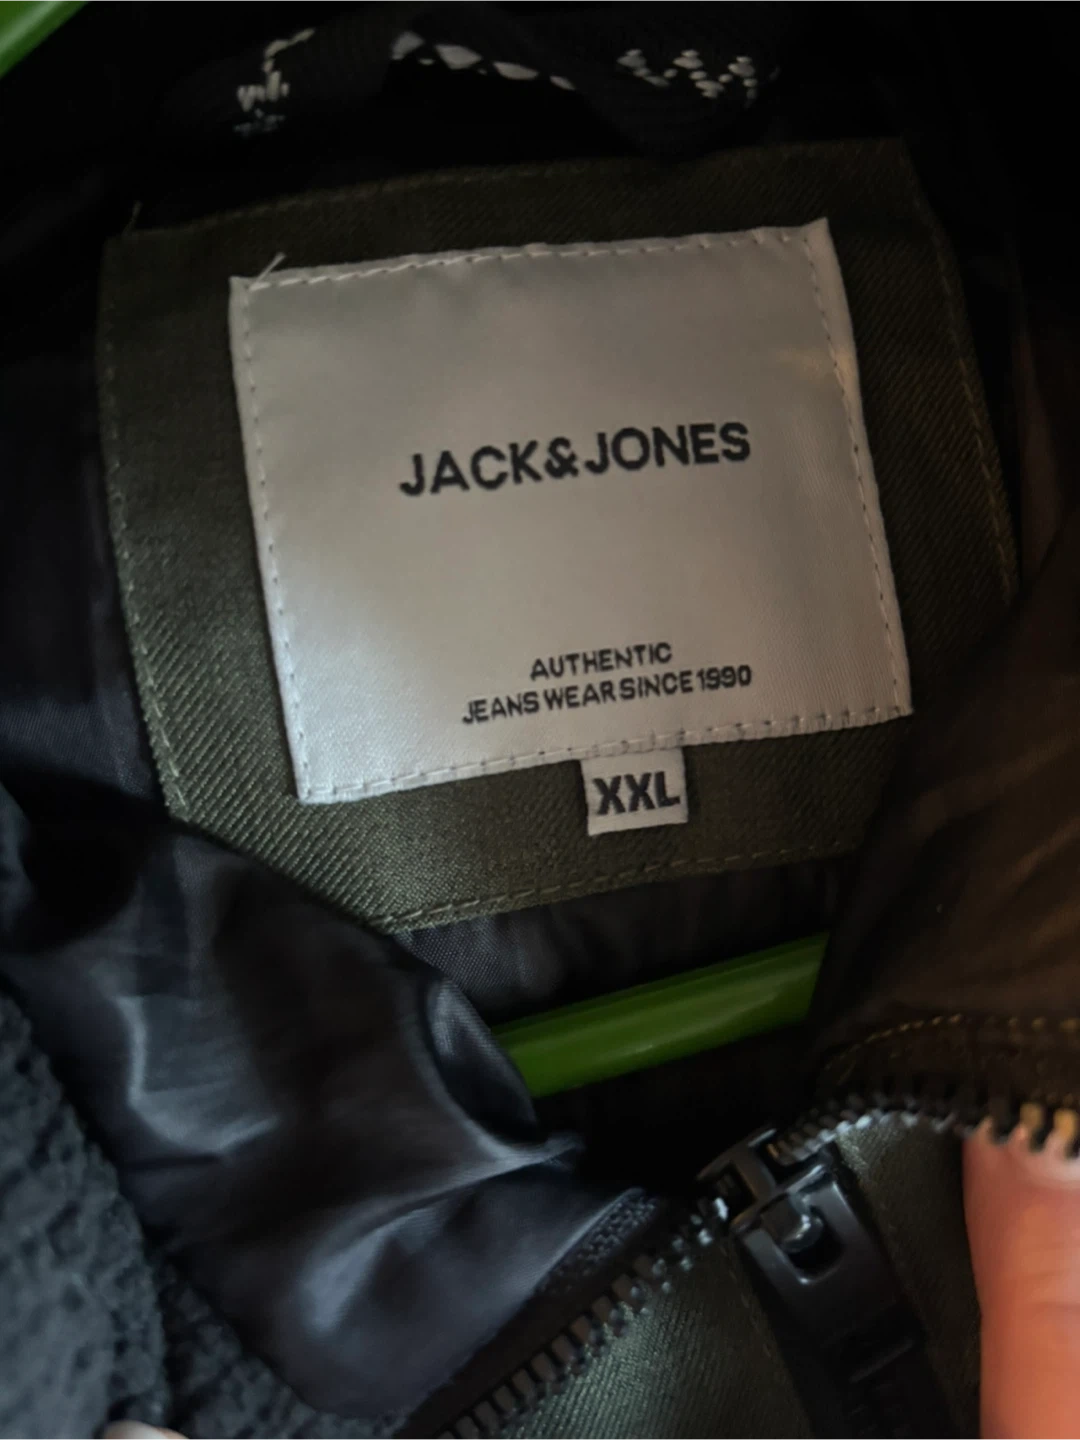 JACK&JONES
AUTHENTIC
JEANS WEAR SINCE 1990
XXL